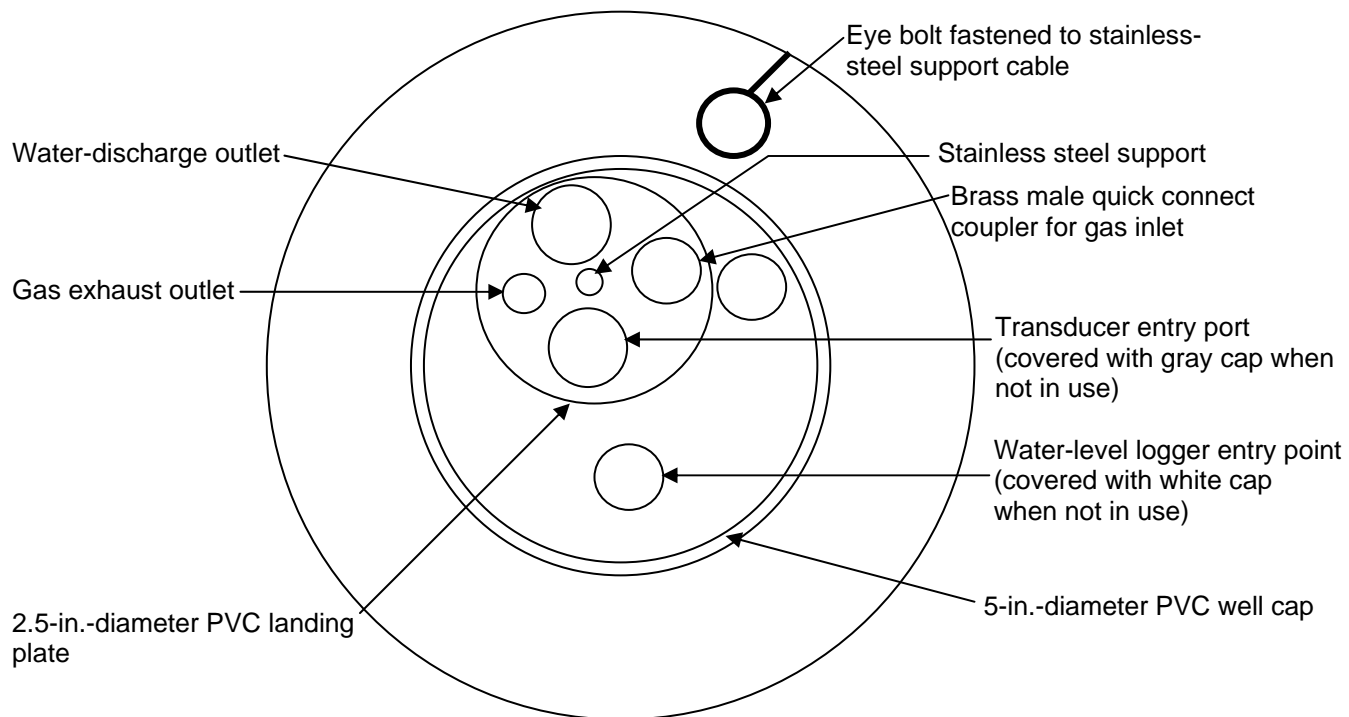 Eye bolt fastened to stainless-
steel support cable
Water-discharge outlet
Stainless steel support
Brass male quick connect
coupler for gas inlet
Gas exhaust outlet
Transducer entry port
(covered with gray cap when
not in use)
Water-level logger entry point
(covered with white cap
when not in use)
5-in.-diameter PVC well cap
2.5-in.-diameter PVC landing
plate